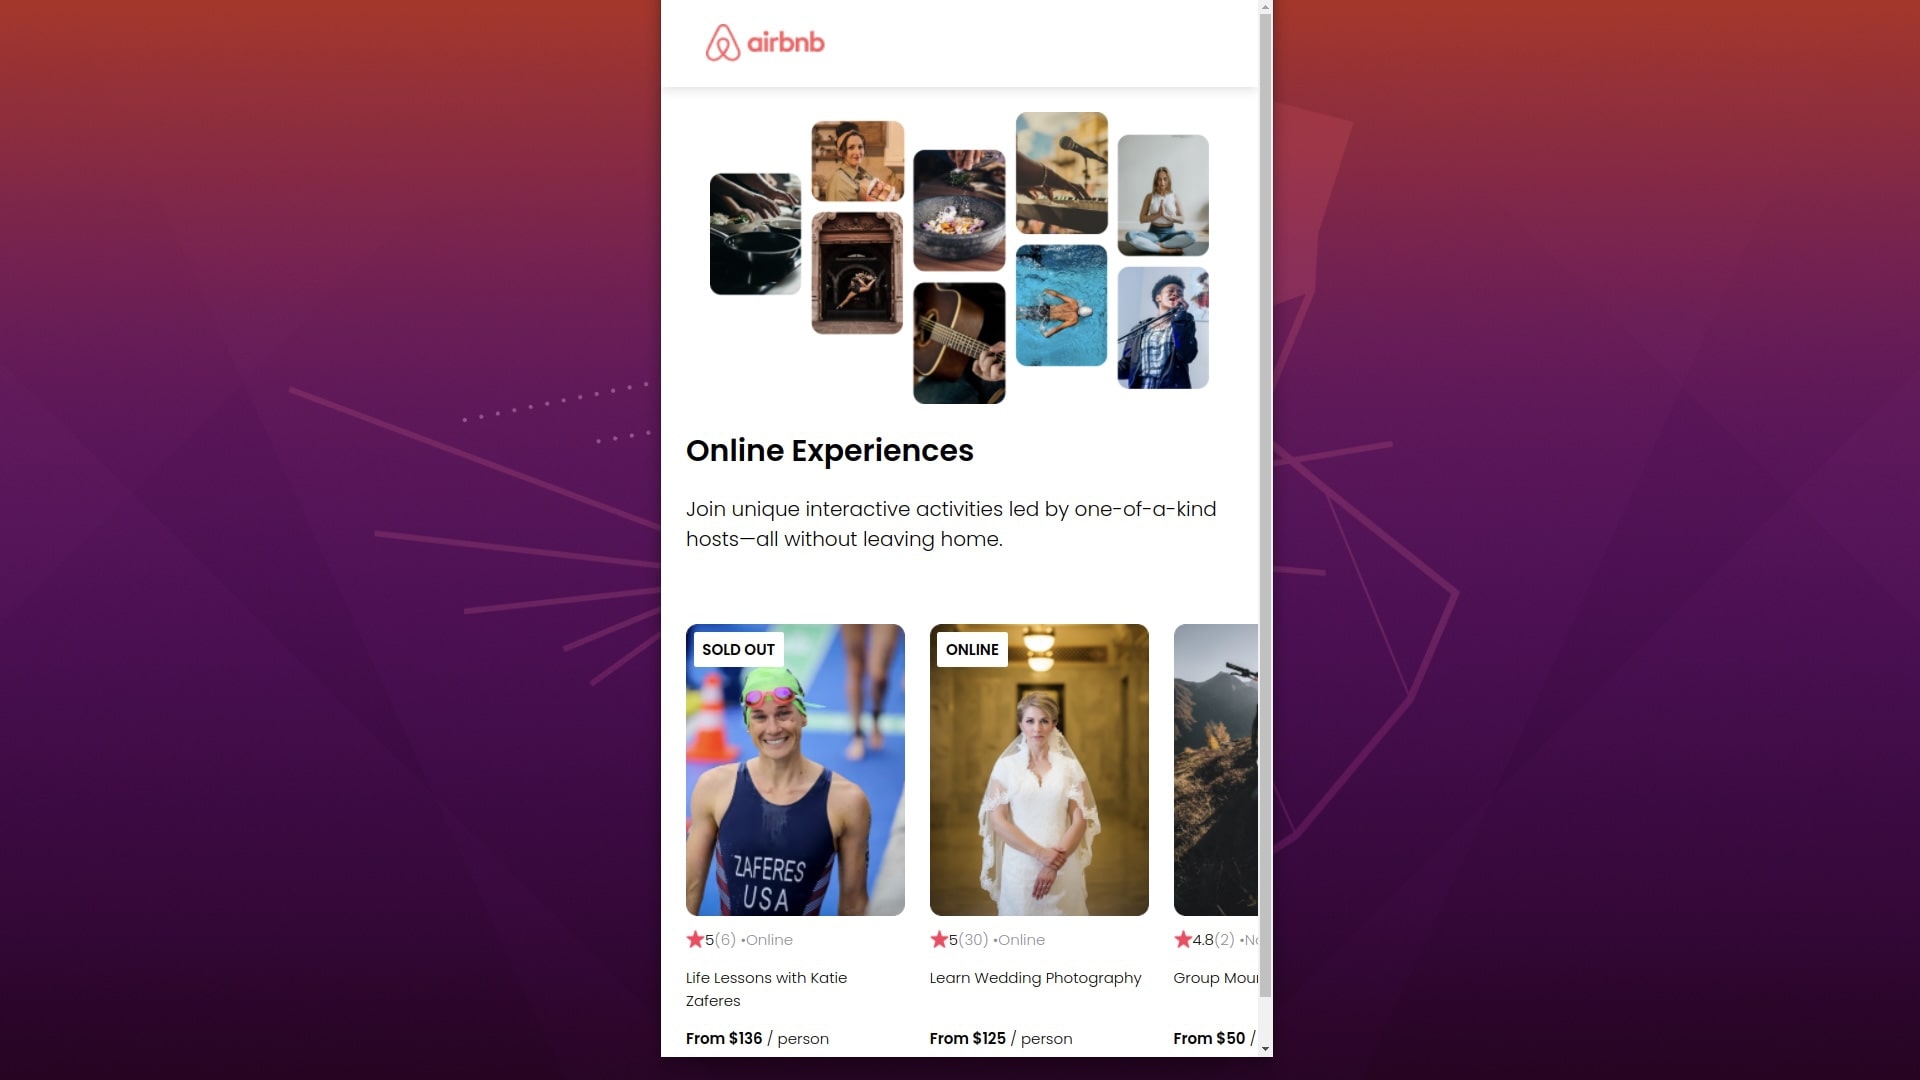 airbnb
Online Experiences
Join unique interactive activities led by one-of-a-kind
hosts—all without leaving home.
SOLD OUT
ZAFERES
USA
5(6) •Online
Life Lessons with Katie
Zaferes
From $136 / person
ONLINE
5(30) •Online
Learn Wedding Photography
From $125 / person
4.8(2) •No
Group Mou
From $50 /